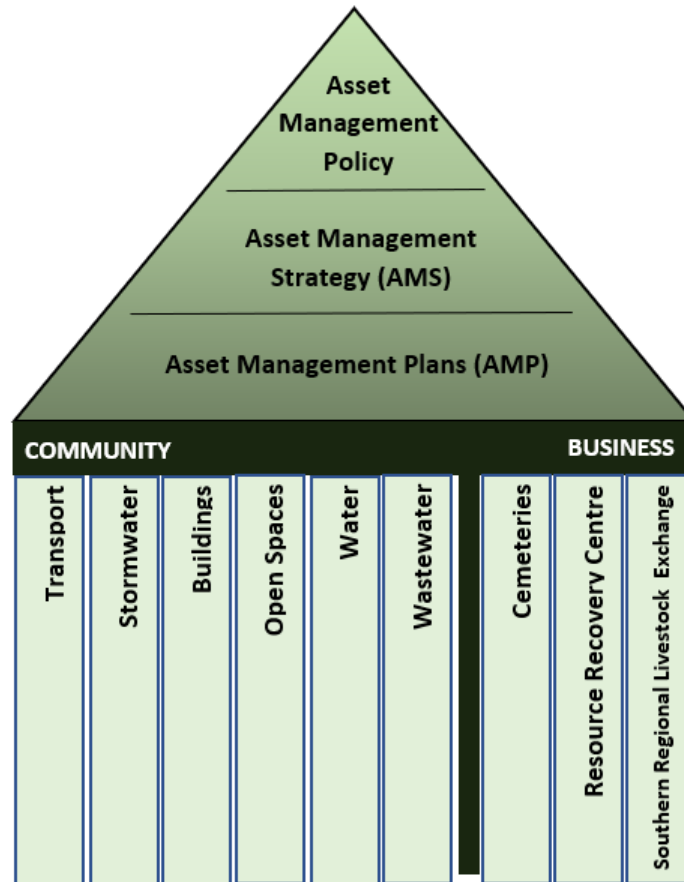 Asset
Management
Policy
Asset Management
Strategy (AMS)
Asset Management Plans (AMP)
COMMUNITY
BUSINESS
Transport
Stormwater
Buildings
Open Spaces
Water
Wastewater
Cemeteries
Resource Recovery Centre
Southern Regional Livestock Exchange